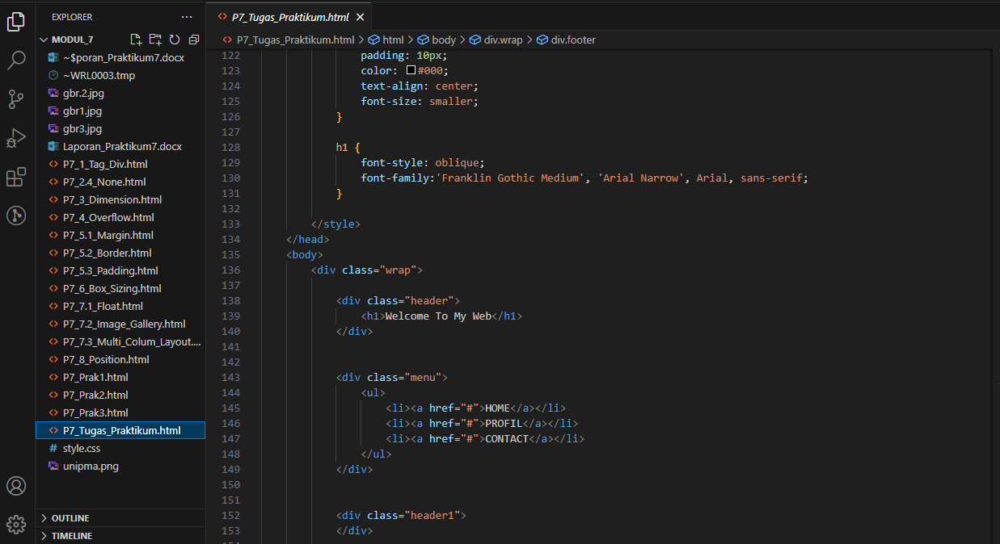 EXPLORER
MODUL_7
~$poran_Praktikum7.docx
~WRL0003.tmp
gbr.2.jpg
gbr1.jpg
gbr3.jpg
Laporan_Praktikum7.docx
P7_1_Tag_Div.html
P7_2.4_None.html
P7_3_Dimension.html
P7_4_Overflow.html
P7_5.1_Margin.html
P7_5.2_Border.html
P7_5.3_Padding.html
P7_6_Box_Sizing.html
P7_7.1_Float.html
P7_7.2_Image_Gallery.html
P7_7.3_Multi_Colum_Layout....
P7_8_Position.html
P7_Prak1.html
P7_Prak2.html
P7_Prak3.html
P7_Tugas_Praktikum.html
style.css
unipma.png
OUTLINE
TIMELINE
P7_Tugas_Praktikum.html
P7_Tugas_Praktikum.html > html > body > div.wrap > div.footer
122 padding: 10px;
123 color: #000;
124 text-align: center;
125 font-size: smaller;
126 }
127
128 h1 {
129 font-style: oblique;
130 font-family:'Franklin Gothic Medium', 'Arial Narrow', Arial, sans-serif;
131 }
132
133 </style>
134 </head>
135 <body>
136 <div class="wrap">
137
138 <div class="header">
139 <h1>Welcome To My Web</h1>
140 </div>
141
142
143 <div class="menu">
144 <ul>
145 <li><a href="#">HOME</a></li>
146 <li><a href="#">PROFIL</a></li>
147 <li><a href="#">CONTACT</a></li>
148 </ul>
149 </div>
150
151
152 <div class="header1">
153 </div>